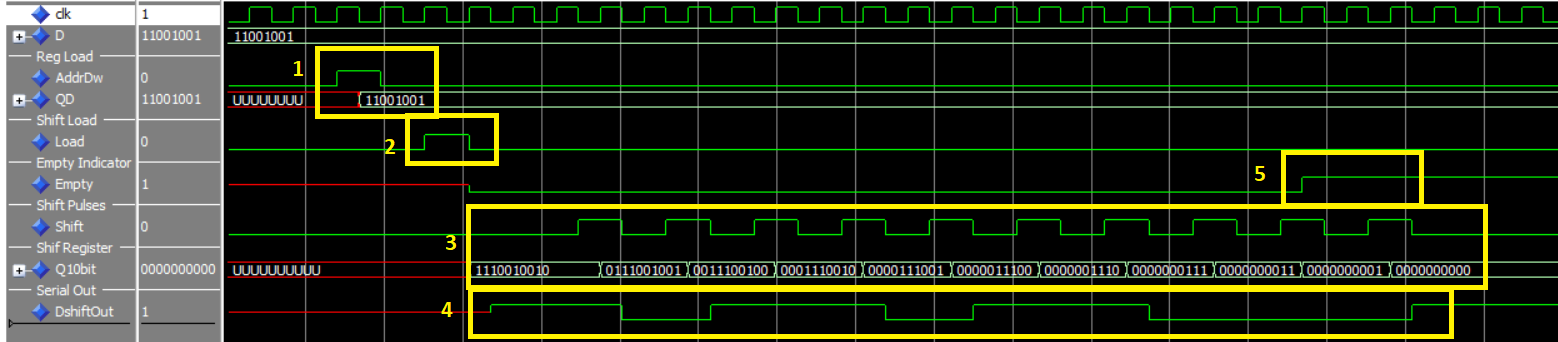 clk 1
D 11001001 11001001
Reg Load
AddrDw 0
1
QD 11001001 UUUUUUUU 11001001
Shift Load
Load 0
2
Empty Indicator
Empty 1
5
Shift Pulses
Shift 0
3
Shif Register
Q10bit 0000000000 UUUUUUUUUU 1110010010 0111001001 0011100100 0001110010 0000111001 0000011100 0000001110 0000000111 0000000011 0000000001 0000000000
Serial Out
DshiftOut 1
4